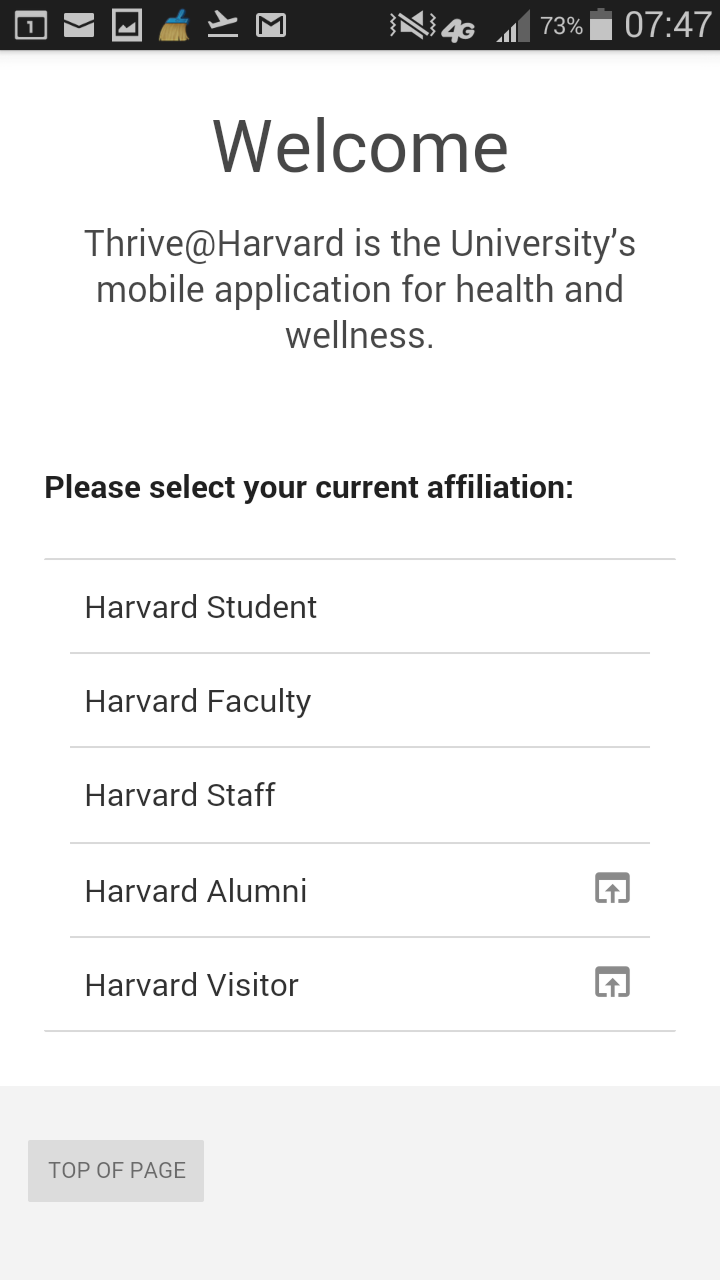 1 4G 73% 07:47
Welcome
Thrive@Harvard is the University’s
mobile application for health and
wellness.
Please select your current affiliation:
Harvard Student
Harvard Faculty
Harvard Staff
Harvard Alumni
Harvard Visitor
TOP OF PAGE